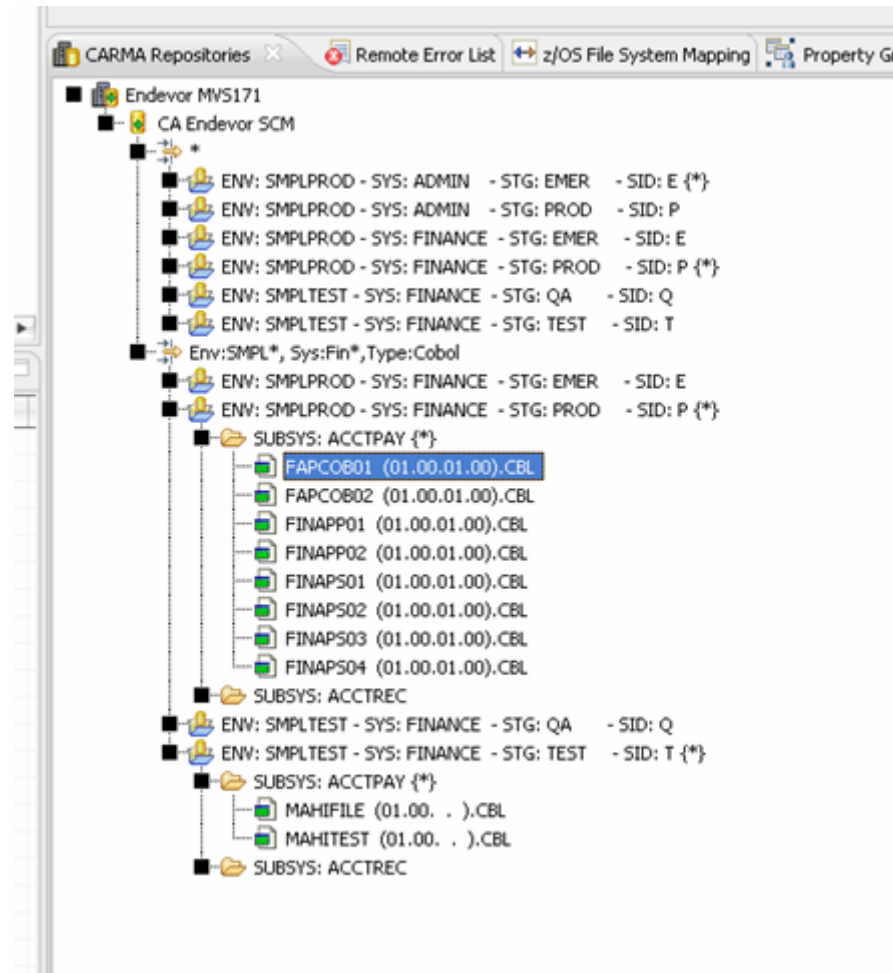 CARMA Repositories Remote Error List z/OS File System Mapping Property G
Endevor MVS171
CA Endevor SCM
*
ENV: SMPLPROD - SYS: ADMIN - STG: EMER - SID: E {*}
ENV: SMPLPROD - SYS: ADMIN - STG: PROD - SID: P
ENV: SMPLPROD - SYS: FINANCE - STG: EMER - SID: E
ENV: SMPLPROD - SYS: FINANCE - STG: PROD - SID: P {*}
ENV: SMPLTEST - SYS: FINANCE - STG: QA - SID: Q
ENV: SMPLTEST - SYS: FINANCE - STG: TEST - SID: T
Env:SMPL*, Sys:Fin*,Type:Cobol
ENV: SMPLPROD - SYS: FINANCE - STG: EMER - SID: E
ENV: SMPLPROD - SYS: FINANCE - STG: PROD - SID: P {*}
SUBSYS: ACCTPAY {*}
FAPCOB01 (01.00.01.00).CBL
FAPCOB02 (01.00.01.00).CBL
FINAPP01 (01.00.01.00).CBL
FINAPP02 (01.00.01.00).CBL
FINAPS01 (01.00.01.00).CBL
FINAPS02 (01.00.01.00).CBL
FINAPS03 (01.00.01.00).CBL
FINAPS04 (01.00.01.00).CBL
SUBSYS: ACCTREC
ENV: SMPLTEST - SYS: FINANCE - STG: QA - SID: Q
ENV: SMPLTEST - SYS: FINANCE - STG: TEST - SID: T {*}
SUBSYS: ACCTPAY {*}
MAHIFILE (01.00. . ).CBL
MAHITEST (01.00. . ).CBL
SUBSYS: ACCTREC